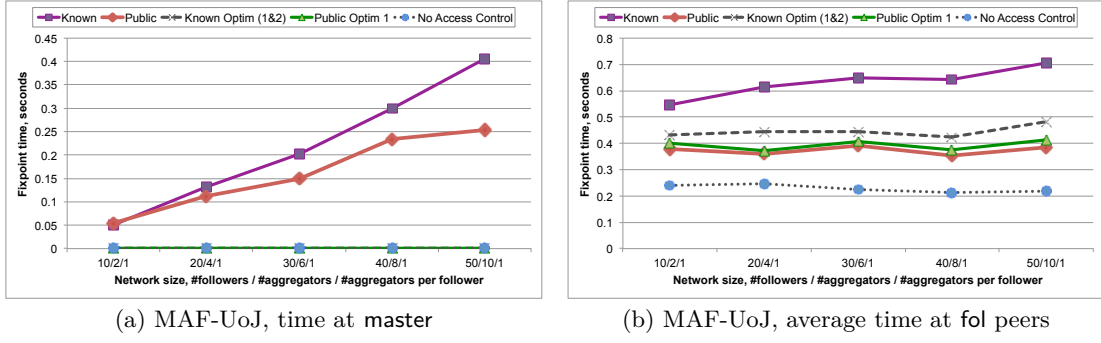 Known Public Known Optim (1&2) Public Optim 1 No Access Control
0.45
0.4
0.35
0.3
0.25
0.2
0.15
0.1
0.05
0
Fixpoint time, seconds
10/2/1 20/4/1 30/6/1 40/8/1 50/10/1
Network size, #followers / #aggregators / #aggregators per follower
(a) MAF-UoJ, time at master
Known Public Known Optim (1&2) Public Optim 1 No Access Control
0.8
0.7
0.6
0.5
0.4
0.3
0.2
0.1
0
Fixpoint time, seconds
10/2/1 20/4/1 30/6/1 40/8/1 50/10/1
Network size, #followers / #aggregators / #aggregators per follower
(b) MAF-UoJ, average time at fol peers